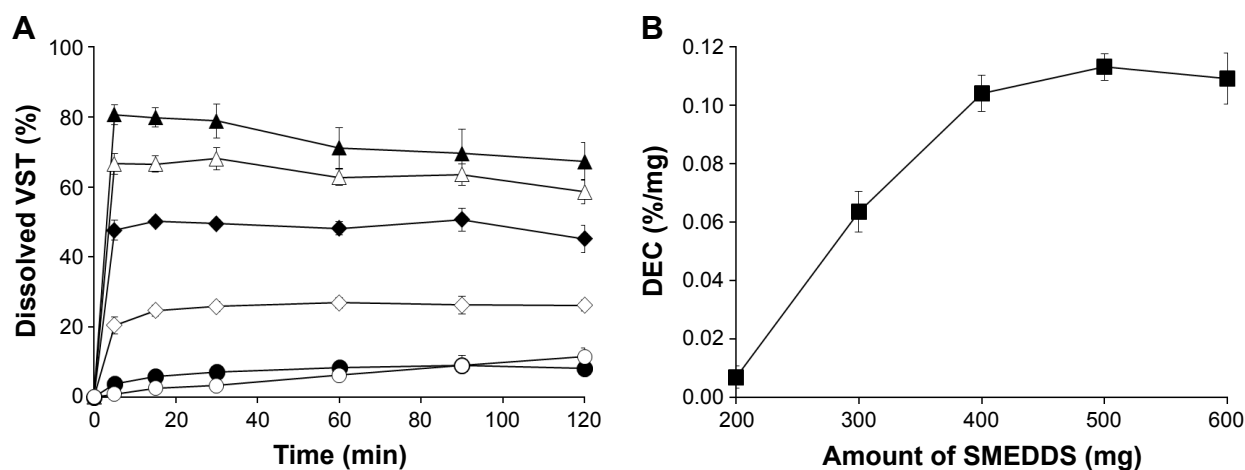 A
Dissolved VST (%)
100
80
60
40
20
0
0 20 40 60 80 100 120
Time (min)
B
DEC (%/mg)
0.12
0.10
0.08
0.06
0.04
0.02
0.00
200 300 400 500 600
Amount of SMEDDS (mg)